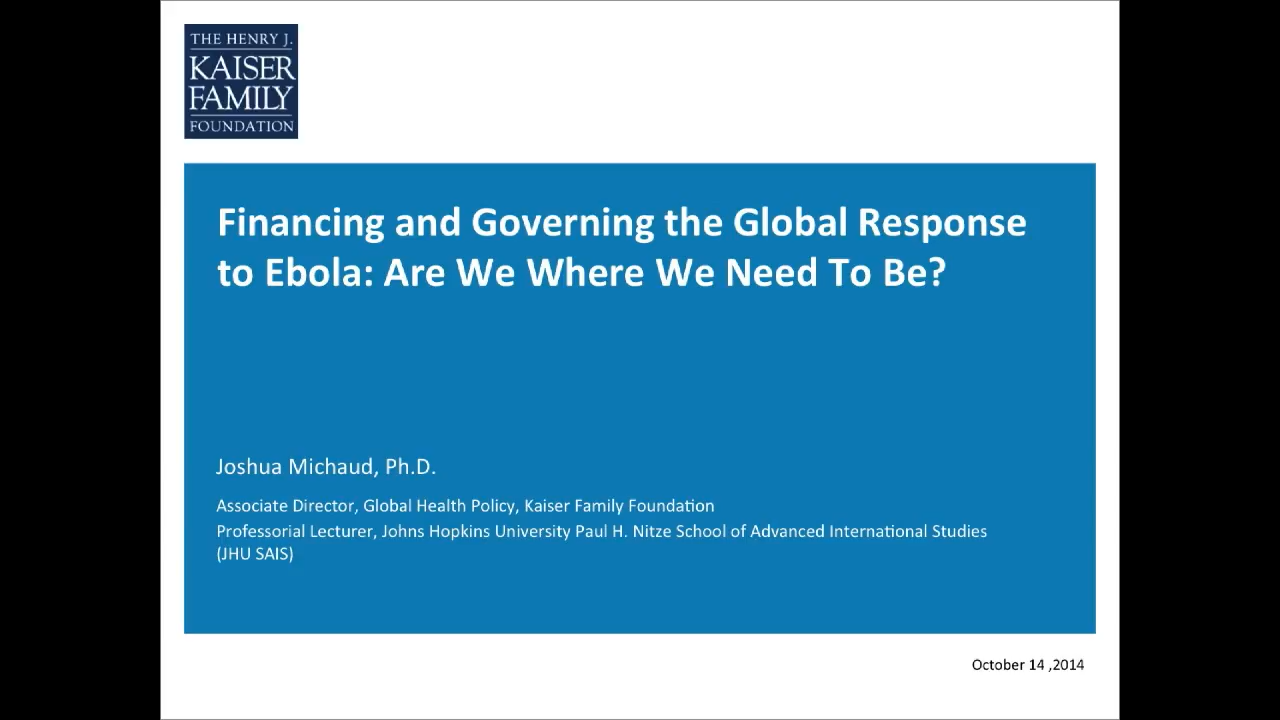 THE HENRY J.
KAISER
FAMILY
FOUNDATION
Financing and Governing the Global Response
to Ebola: Are We Where We Need To Be?
Joshua Michaud, Ph.D.
Associate Director, Global Health Policy, Kaiser Family Foundation
Professorial Lecturer, Johns Hopkins University Paul H. Nitze School of Advanced International Studies
(JHU SAIS)
October 14 ,2014